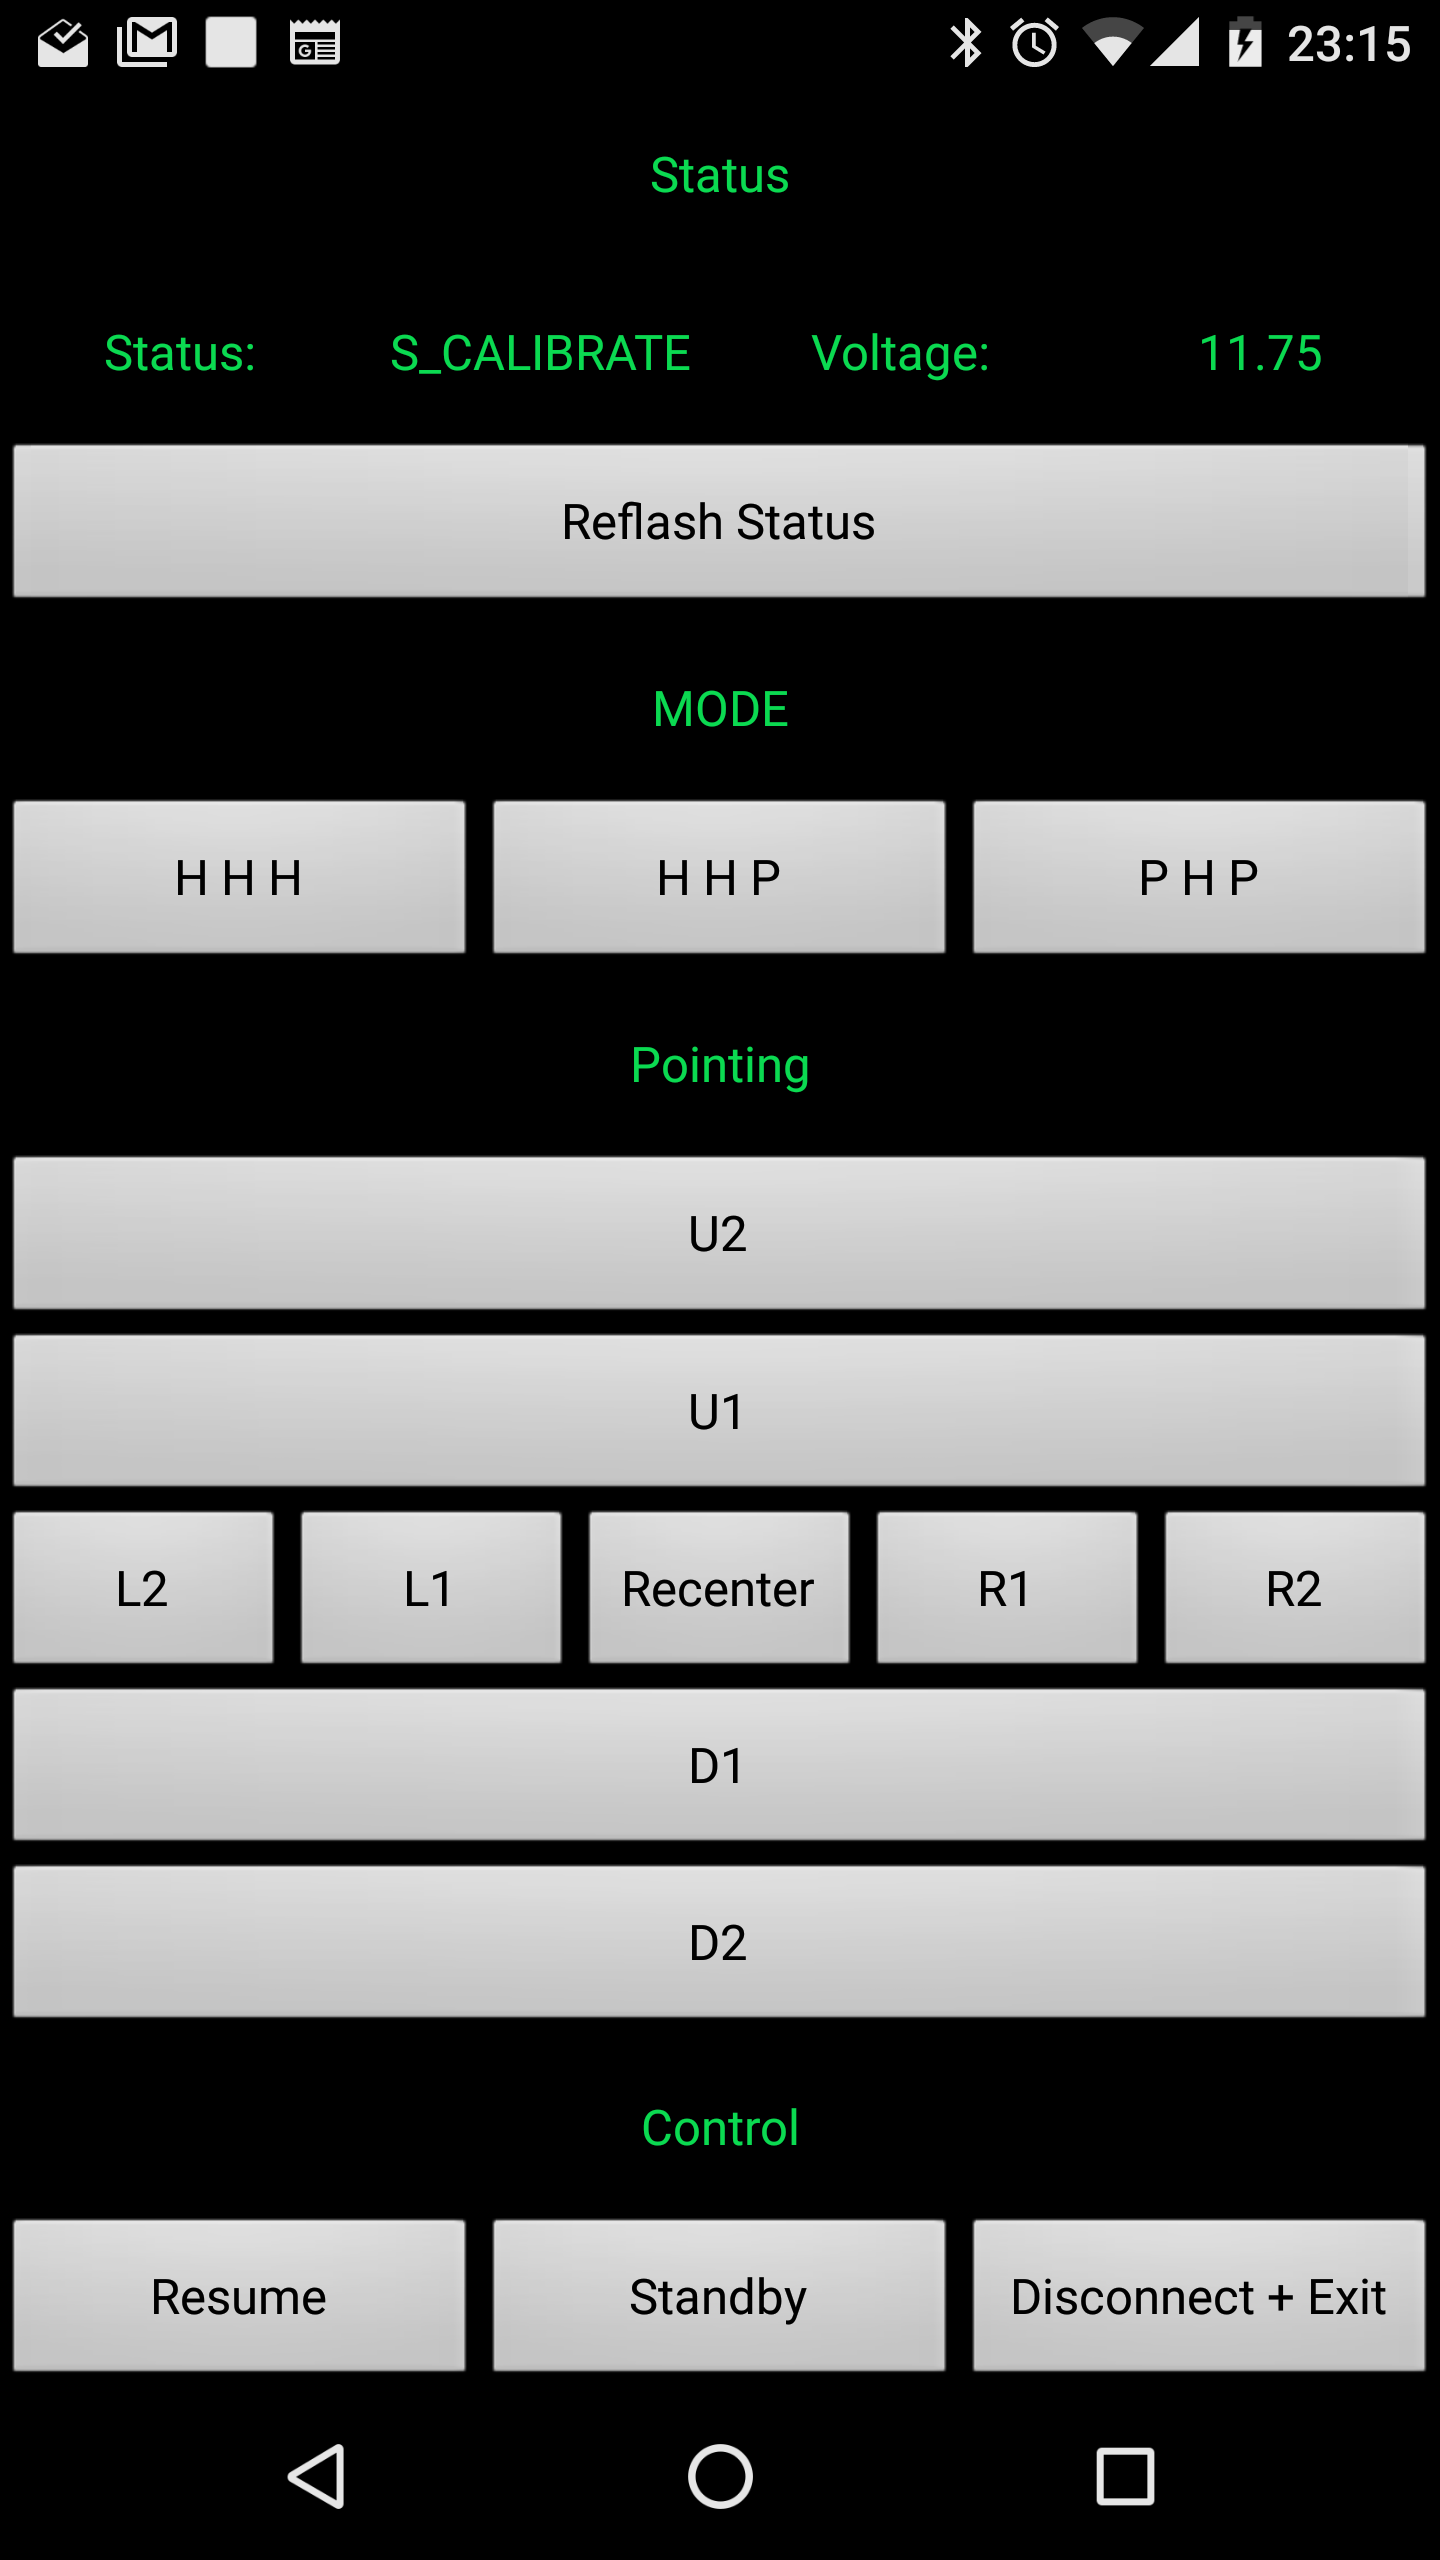 23:15
Status
Status: S_CALIBRATE Voltage: 11.75
Reflash Status
MODE
H H H H H P P H P
Pointing
U2
U1
L2 L1 Recenter R1 R2
D1
D2
Control
Resume Standby Disconnect + Exit